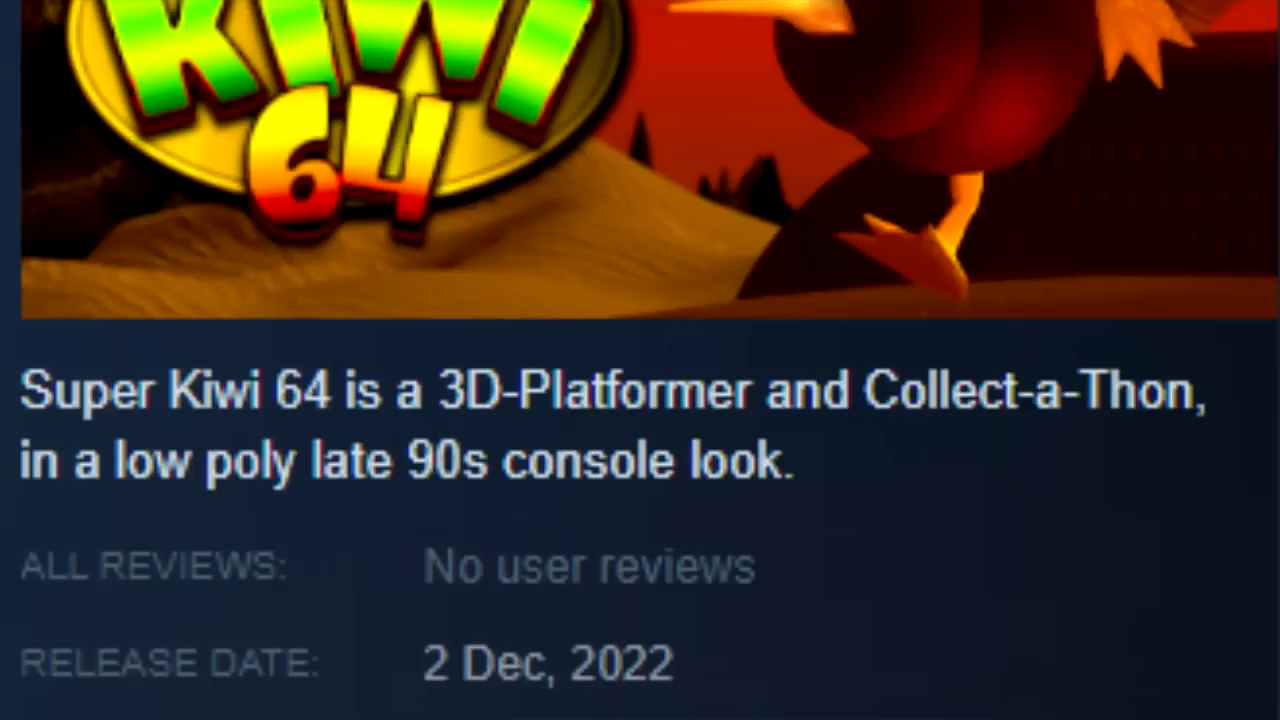 KIWI
64
Super Kiwi 64 is a 3D-Platformer and Collect-a-Thon,
in a low poly late 90s console look.
ALL REVIEWS: No user reviews
RELEASE DATE: 2 Dec, 2022